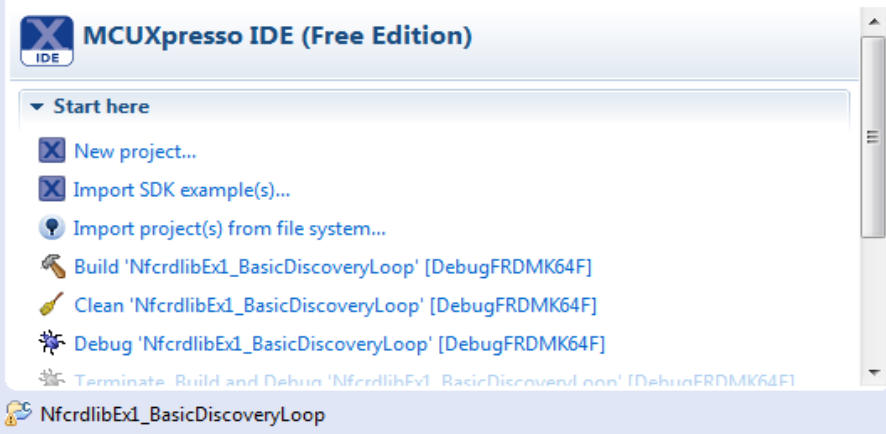 MCUXpresso IDE (Free Edition)
IDE
Start here
New project...
Import SDK example(s)...
Import project(s) from file system...
Build 'NfcrdlibEx1_BasicDiscoveryLoop' [DebugFRDMK64F]
Clean 'NfcrdlibEx1_BasicDiscoveryLoop' [DebugFRDMK64F]
Debug 'NfcrdlibEx1_BasicDiscoveryLoop' [DebugFRDMK64F]
Terminate, Build and Debug 'NfcrdlibEx1_BasicDiscoveryLoop' [DebugFRDMK64F]
NfcrdlibEx1_BasicDiscoveryLoop